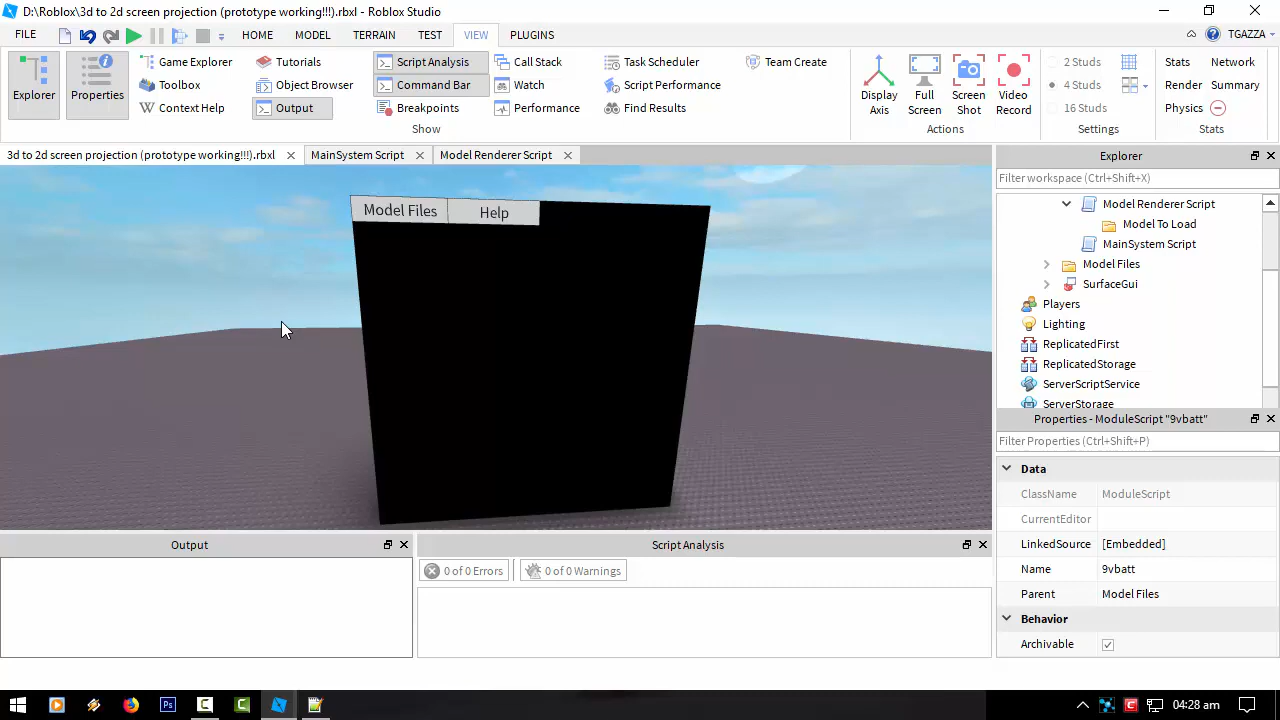 D:\Roblox\3d to 2d screen projection (prototype working!!!).rbxl - Roblox Studio
FILE HOME MODEL TERRAIN TEST VIEW PLUGINS TGAZZA
Explorer
Properties
Game Explorer
Toolbox
Context Help
Tutorials
Object Browser
Output
Script Analysis
Command Bar
Breakpoints
Call Stack
Watch
Performance
Task Scheduler
Script Performance
Find Results
Team Create
Show
Display Axis
Full Screen
Screen Shot
Video Record
Actions
2 Studs
4 Studs
16 Studs
Settings
Stats
Network
Render
Summary
Physics
Stats
3d to 2d screen projection (prototype working!!!).rbxl
MainSystem Script
Model Renderer Script
Model Files
Help
Explorer
Filter workspace (Ctrl+Shift+X)
Model Renderer Script
Model To Load
MainSystem Script
Model Files
SurfaceGui
Players
Lighting
ReplicatedFirst
ReplicatedStorage
ServerScriptService
ServerStorage
Properties - ModuleScript "9vbatt"
Filter Properties (Ctrl+Shift+P)
Data
ClassName ModuleScript
CurrentEditor
LinkedSource [Embedded]
Name 9vbatt
Parent Model Files
Behavior
Archivable
Output
Script Analysis
0 of 0 Errors
0 of 0 Warnings
04:28 am